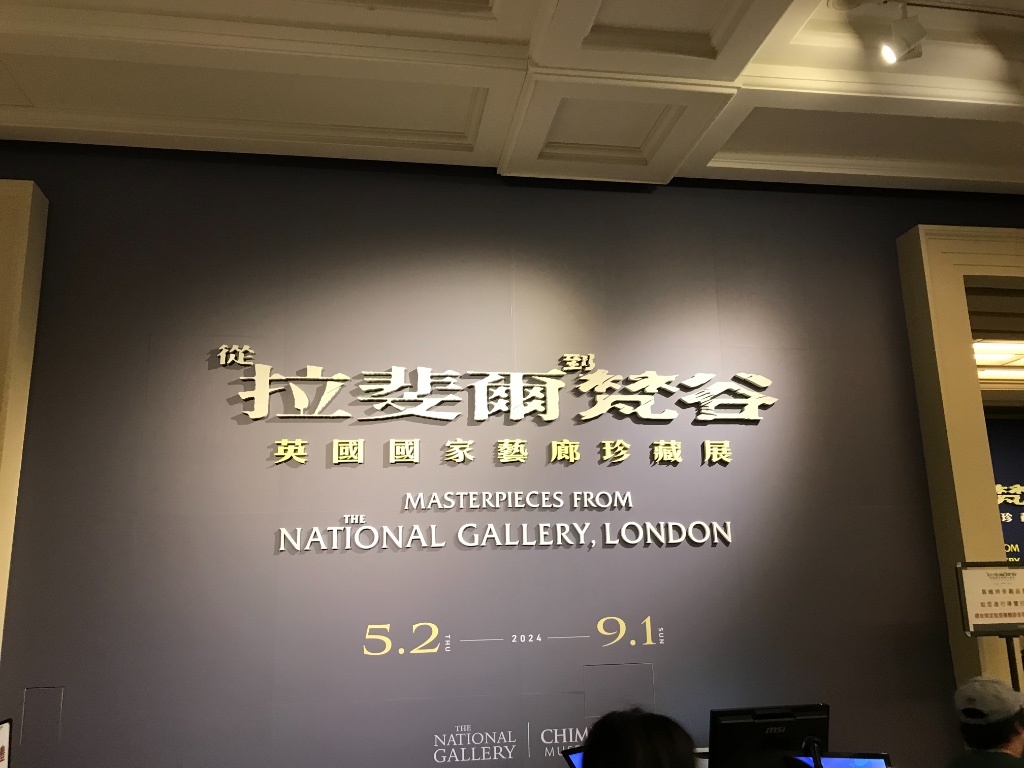 從拉斐爾到梵谷
英國國家藝廊珍藏展
MASTERPIECES FROM
THE NATIONAL GALLERY, LONDON
5.2 THU 2024 9.1 SUN
THE NATIONAL GALLERY
msi